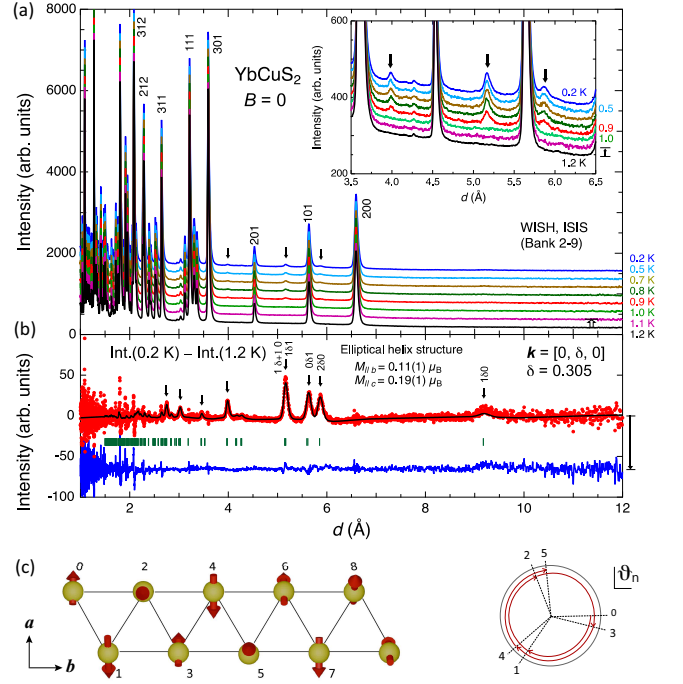 (a)
8000
6000
4000
2000
0
Intensity (arb. units)
312
212
311
111
301
201
101
200
YbCuS2
B = 0
600
400
200
Intensity (arb. units)
0.2 K
0.5
0.7
0.8
0.9
1.0
1.2 K
3.5 4.0 4.5 5.0 5.5 6.0 6.5
d (Å)
WISH, ISIS
(Bank 2-9)
0.2 K
0.5 K
0.7 K
0.8 K
0.9 K
1.0 K
1.1 K
1.2 K
(b)
Int.(0.2 K) − Int.(1.2 K)
Elliptical helix structure
M// b = 0.11(1) μB
M// c = 0.19(1) μB
k = [0, δ, 0]
δ = 0.305
1 δ+1 0
1δ1
0δ1
2δ0
1δ0
50
0
-50
-100
Intensity (arb. units)
2 4 6 8 10 12
d (Å)
(c)
0 2 4 6 8
1 3 5 7
a
b
2 5
0
3
4
1
ϑn